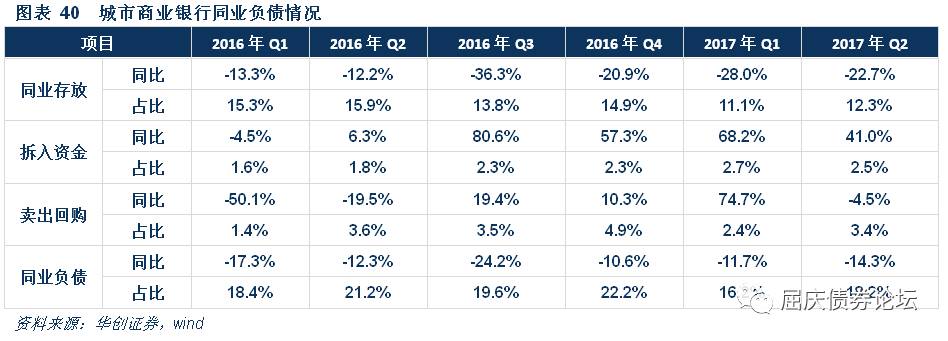 图表 40 城市商业银行同业负债情况
项目 2016 年 Q1 2016 年 Q2 2016 年 Q3 2016 年 Q4 2017 年 Q1 2017 年 Q2
同业存放 同比 -13.3% -12.2% -36.3% -20.9% -28.0% -22.7%
占比 15.3% 15.9% 13.8% 14.9% 11.1% 12.3%
拆入资金 同比 -4.5% 6.3% 80.6% 57.3% 68.2% 41.0%
占比 1.6% 1.8% 2.3% 2.3% 2.7% 2.5%
卖出回购 同比 -50.1% -19.5% 19.4% 10.3% 74.7% -4.5%
占比 1.4% 3.6% 3.5% 4.9% 2.4% 3.4%
同业负债 同比 -17.3% -12.3% -24.2% -10.6% -11.7% -14.3%
占比 18.4% 21.2% 19.6% 22.2%
屈庆债券论坛
资料来源：华创证券，wind